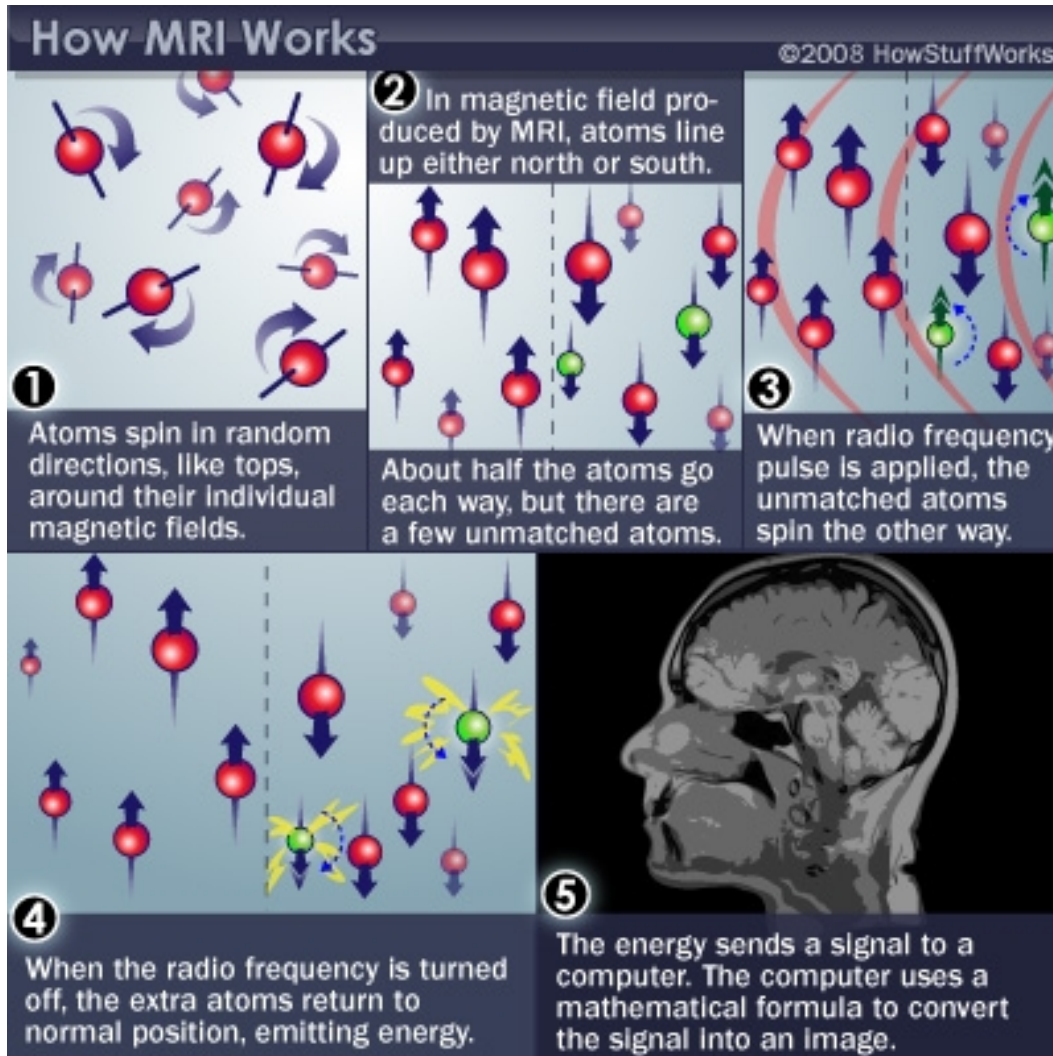 How MRI Works
©2008 HowStuffWorks
1
Atoms spin in random
directions, like tops,
around their individual
magnetic fields.
2 In magnetic field pro-
duced by MRI, atoms line
up either north or south.
About half the atoms go
each way, but there are
a few unmatched atoms.
3
When radio frequency
pulse is applied, the
unmatched atoms
spin the other way.
4
When the radio frequency is turned
off, the extra atoms return to
normal position, emitting energy.
5
The energy sends a signal to a
computer. The computer uses a
mathematical formula to convert
the signal into an image.